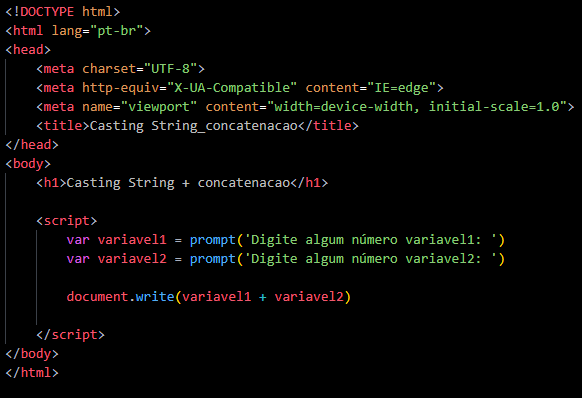 <!DOCTYPE html>
<html lang="pt-br">
<head>
    <meta charset="UTF-8">
    <meta http-equiv="X-UA-Compatible" content="IE=edge">
    <meta name="viewport" content="width=device-width, initial-scale=1.0">
    <title>Casting String_concatenacao</title>
</head>
<body>
    <h1>Casting String + concatenacao</h1>
    <script>
        var variavel1 = prompt('Digite algum número variavel1: ')
        var variavel2 = prompt('Digite algum número variavel2: ')
        document.write(variavel1 + variavel2)
    </script>
</body>
</html>